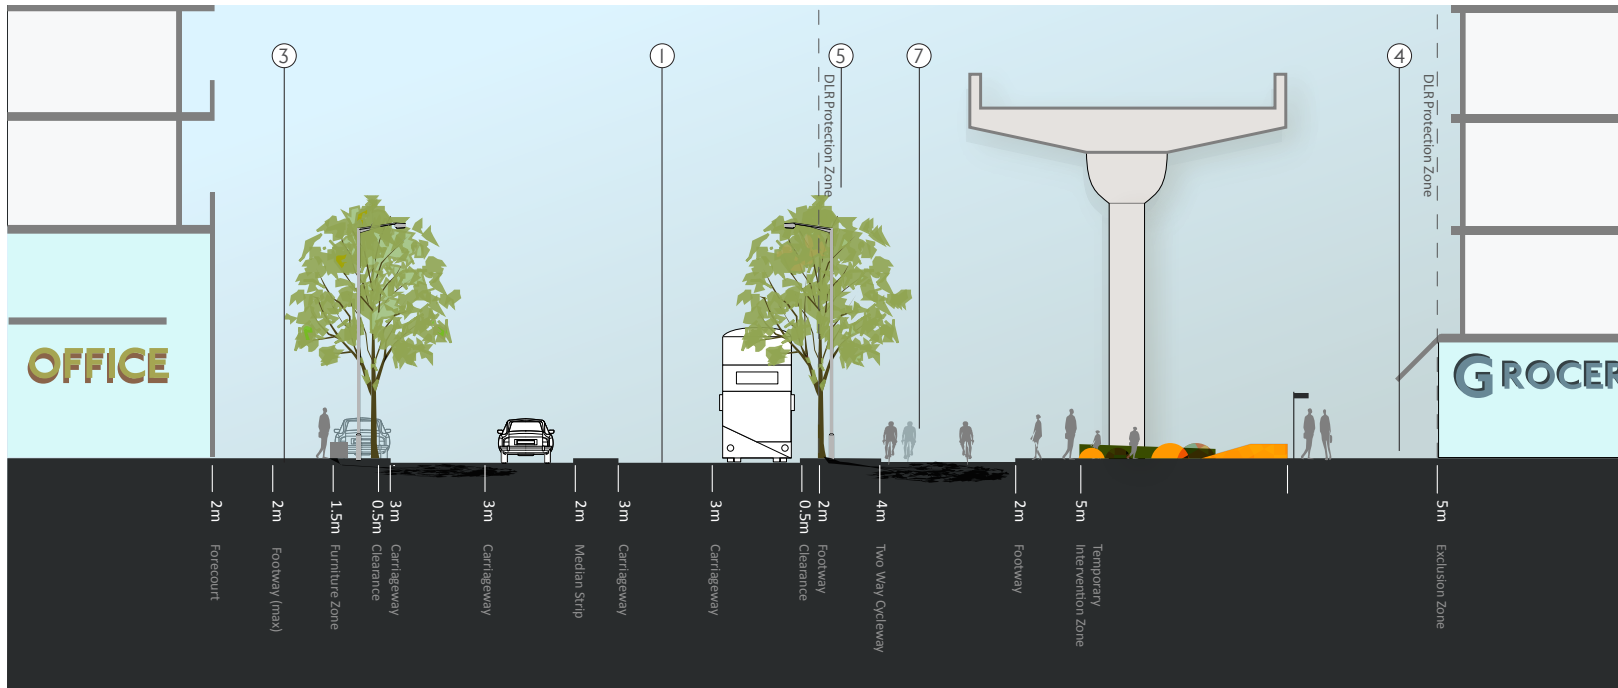 3
1
5
7
4
DLR Protection Zone
DLR Protection Zone
OFFICE
GROCER
2m
2m
1.5m
0.5m
3m
3m
2m
3m
3m
0.5m
2m
4m
2m
5m
5m
Forecourt
Footway (max)
Furniture Zone
Clearance
Carriageway
Carriageway
Median Strip
Carriageway
Carriageway
Clearance
Footway
Two Way Cycleway
Footway
Temporary
Intervention Zone
Exclusion Zone